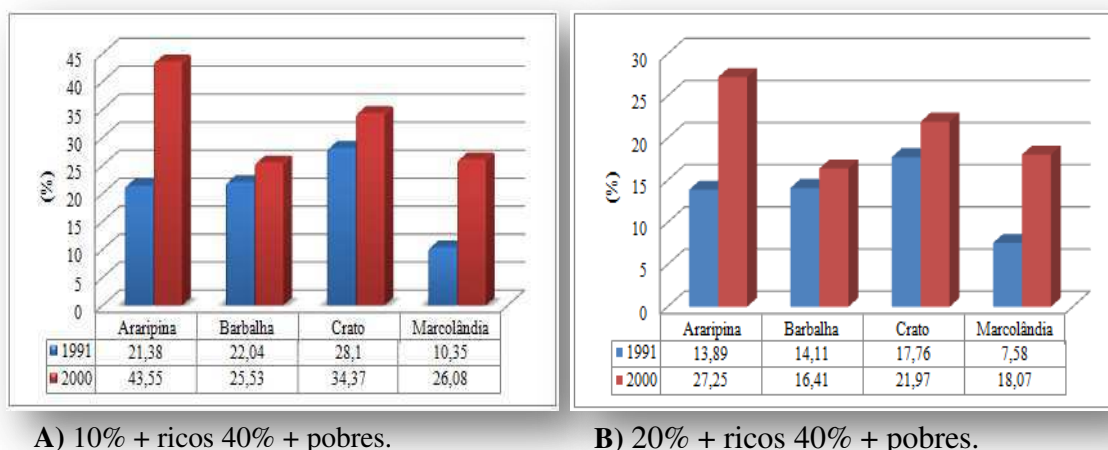 45
40
35
30
25
20
15
10
5
0
(%)
Araripina Barbalha Crato Marcolândia
1991 21,38 22,04 28,1 10,35
2000 43,55 25,53 34,37 26,08
A) 10% + ricos 40% + pobres.
30
25
20
15
10
5
0
(%)
Araripina Barbalha Crato Marcolândia
1991 13,89 14,11 17,76 7,58
2000 27,25 16,41 21,97 18,07
B) 20% + ricos 40% + pobres.